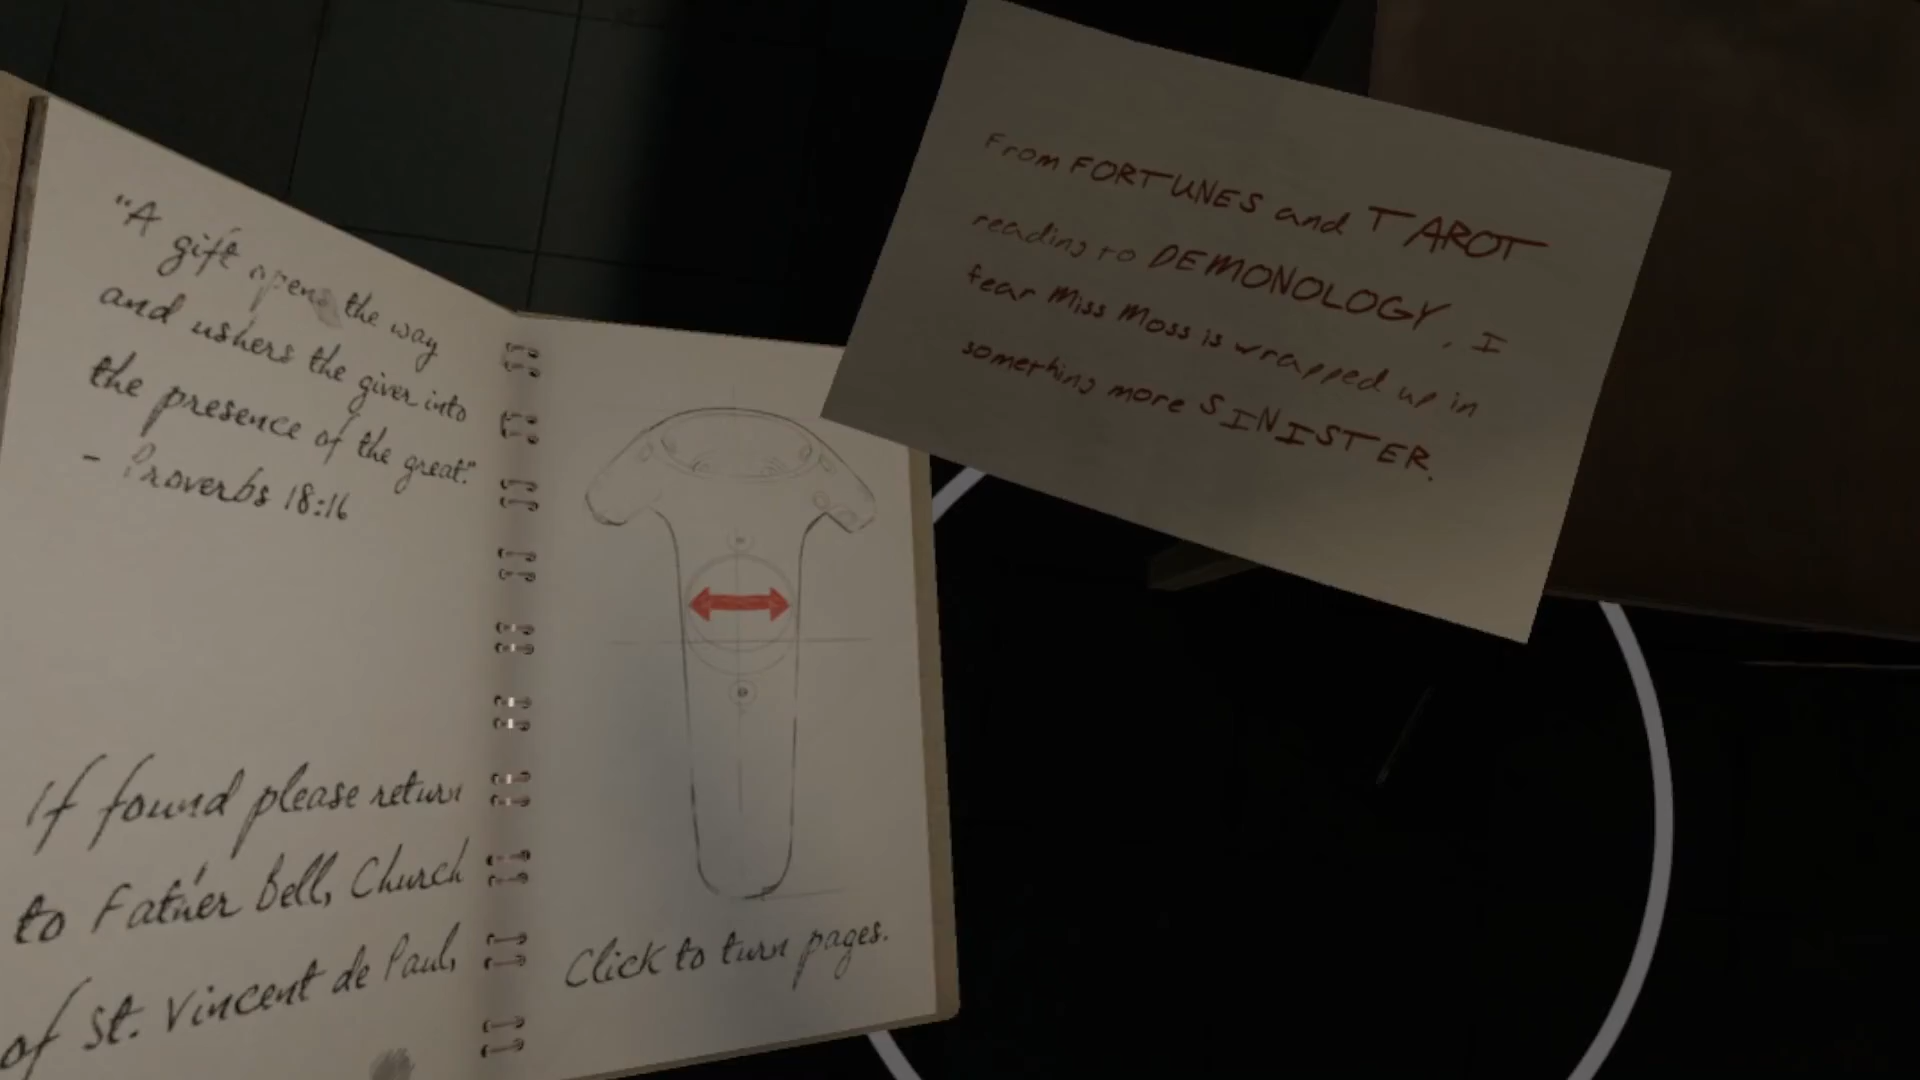 "A
gift opens the way
and ushers the giver into
the presence of the great."
- Proverbs 18:16
If found please return
to Father Bell, Church
of St. Vincent de Paul,
Click to turn pages.
From FORTUNES and TAROT
reading to DEMONOLOGY, I
fear Miss Moss is wrapped up in
something more SINISTER.